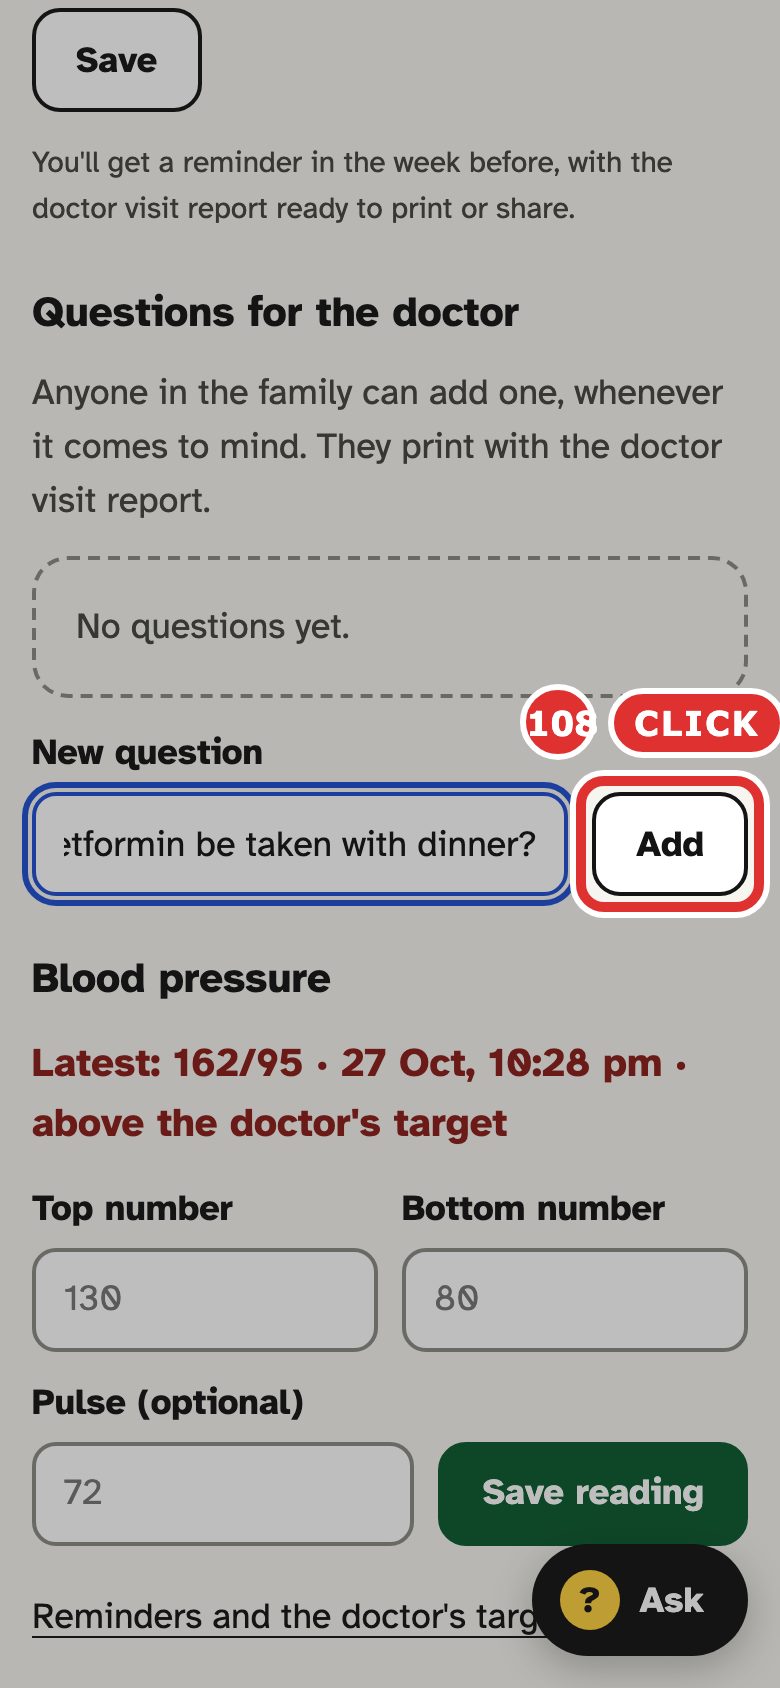 Save
You'll get a reminder in the week before, with the
doctor visit report ready to print or share.
Questions for the doctor
Anyone in the family can add one, whenever
it comes to mind. They print with the doctor
visit report.
No questions yet.
108 CLICK
New question
etformin be taken with dinner? Add
Blood pressure
Latest: 162/95 · 27 Oct, 10:28 pm ·
above the doctor's target
Top number Bottom number
130 80
Pulse (optional)
72 Save reading
Reminders and the doctor's targ
? Ask